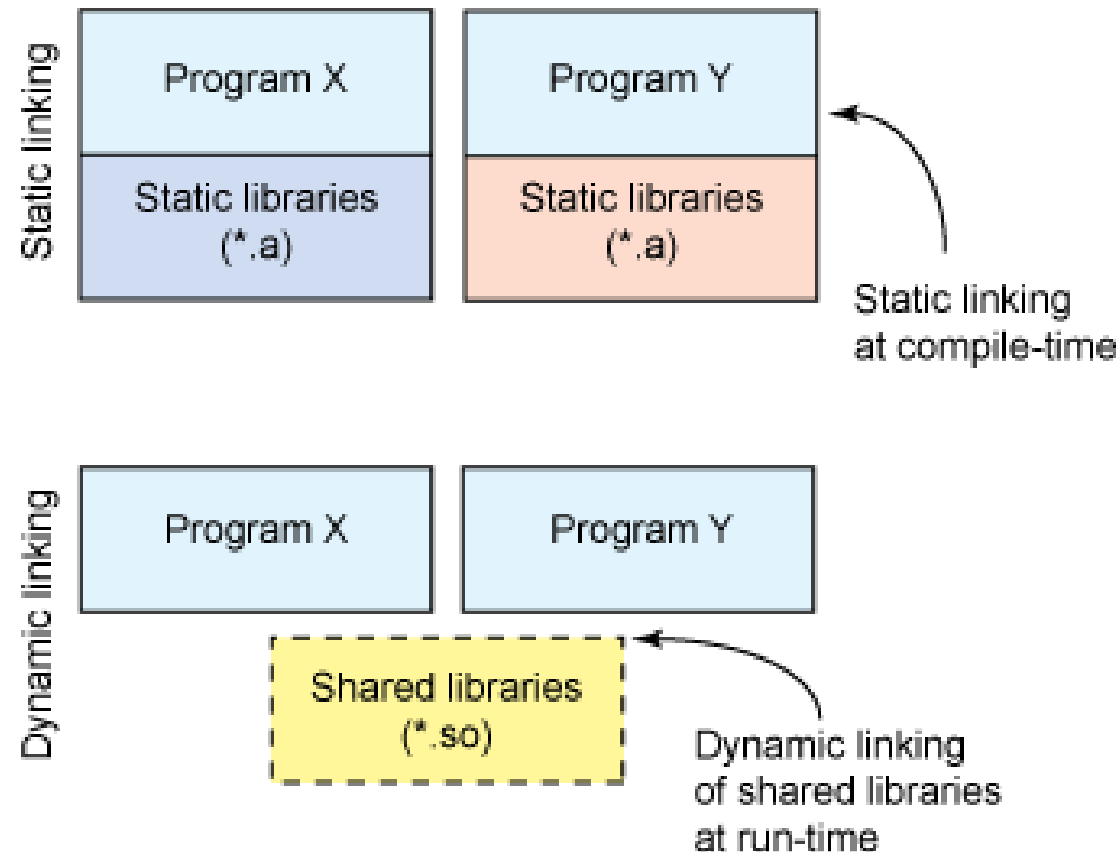 Static linking
Program X
Program Y
Static libraries
(*.a)
Static libraries
(*.a)
Static linking
at compile-time
Dynamic linking
Program X
Program Y
Shared libraries
(*.so)
Dynamic linking
of shared libraries
at run-time